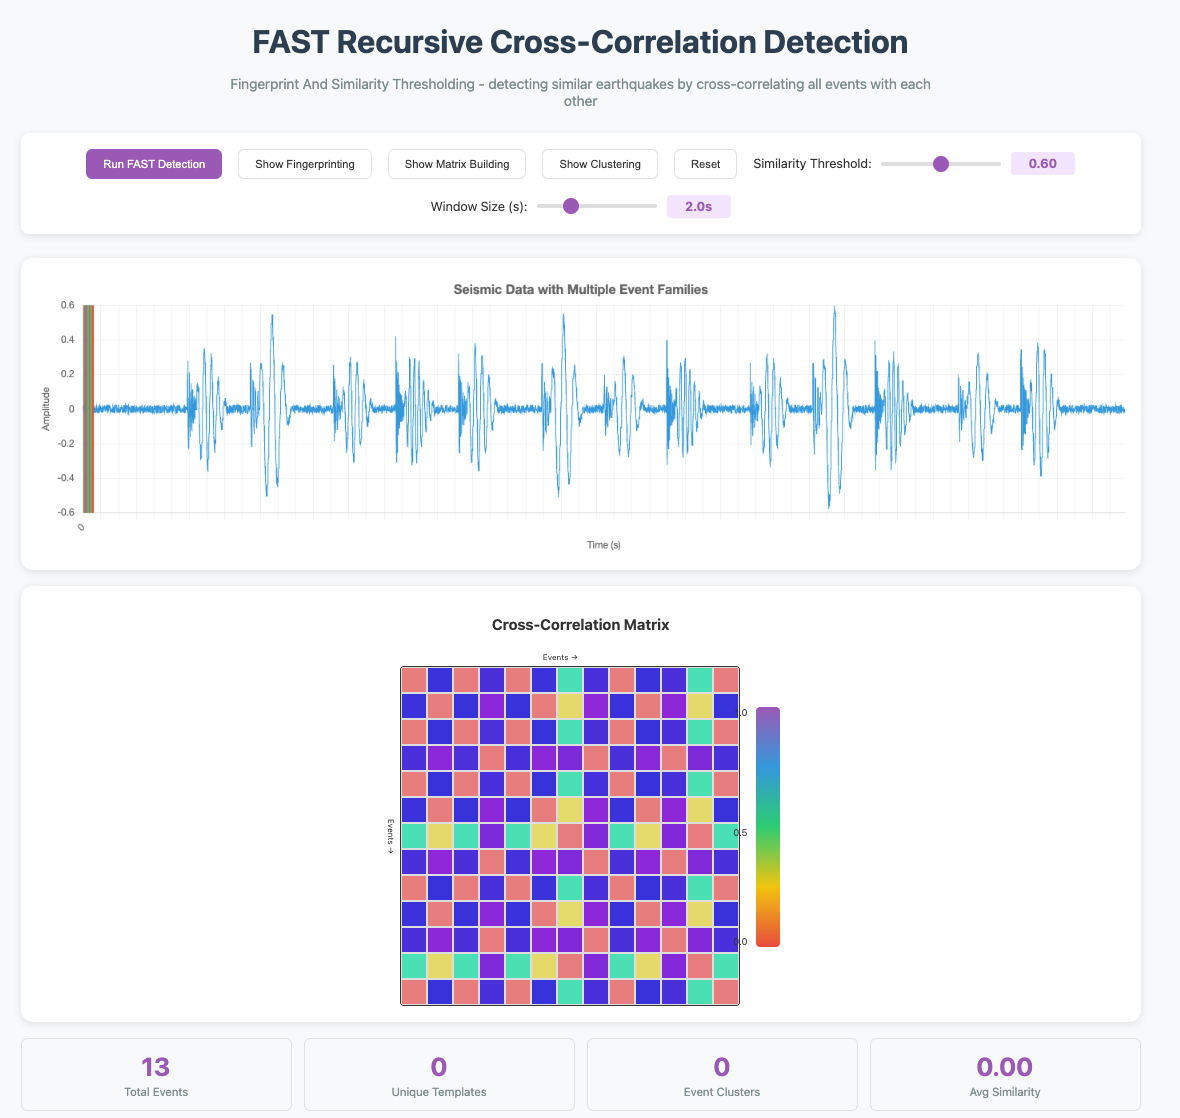 FAST Recursive Cross-Correlation Detection
Fingerprint And Similarity Thresholding - detecting similar earthquakes by cross-correlating all events with each
other
Run FAST Detection Show Fingerprinting Show Matrix Building Show Clustering Reset Similarity Threshold: 0.60
Window Size (s): 2.0s
Seismic Data with Multiple Event Families
0.6
0.4
0.2
0
-0.2
-0.4
-0.6
Amplitude
0
Time (s)
Cross-Correlation Matrix
Events →
Events →
1.0
0.5
0.0
13 0 0 0.00
Total Events Unique Templates Event Clusters Avg Similarity